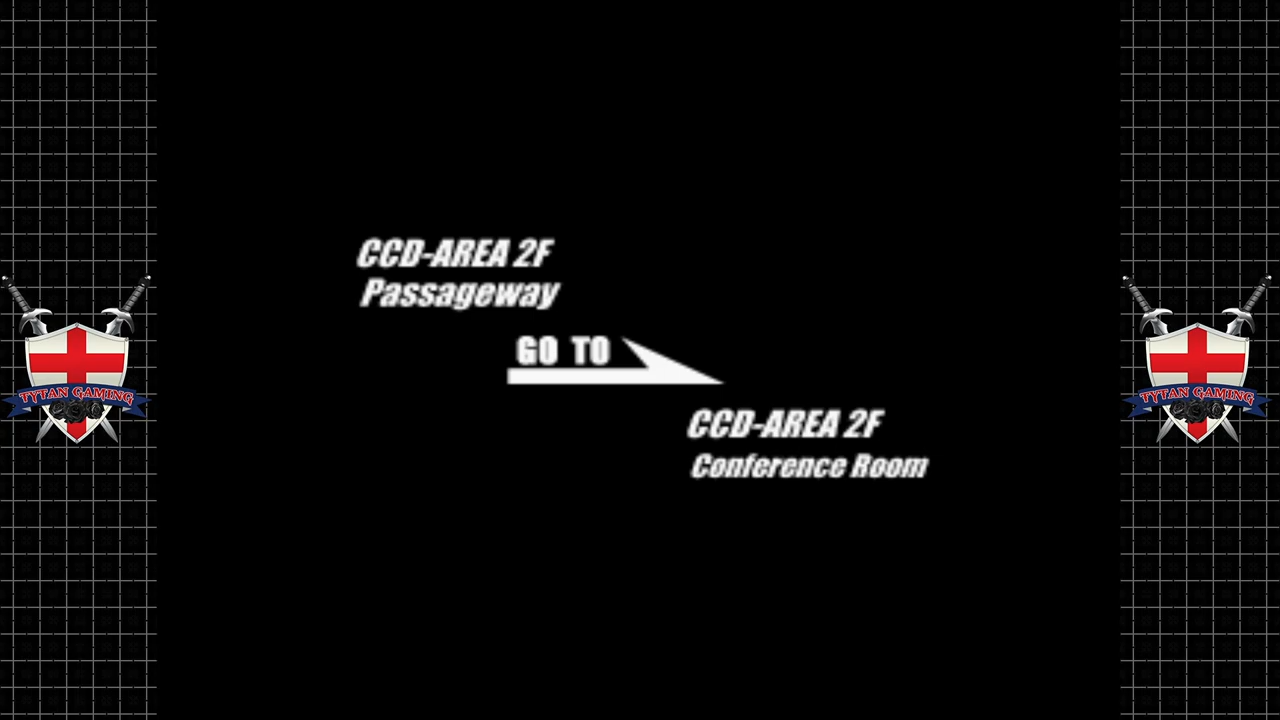 CCD-AREA 2F
Passageway
GO TO
CCD-AREA 2F
Conference Room
TYTAN GAMING
TYTAN GAMING